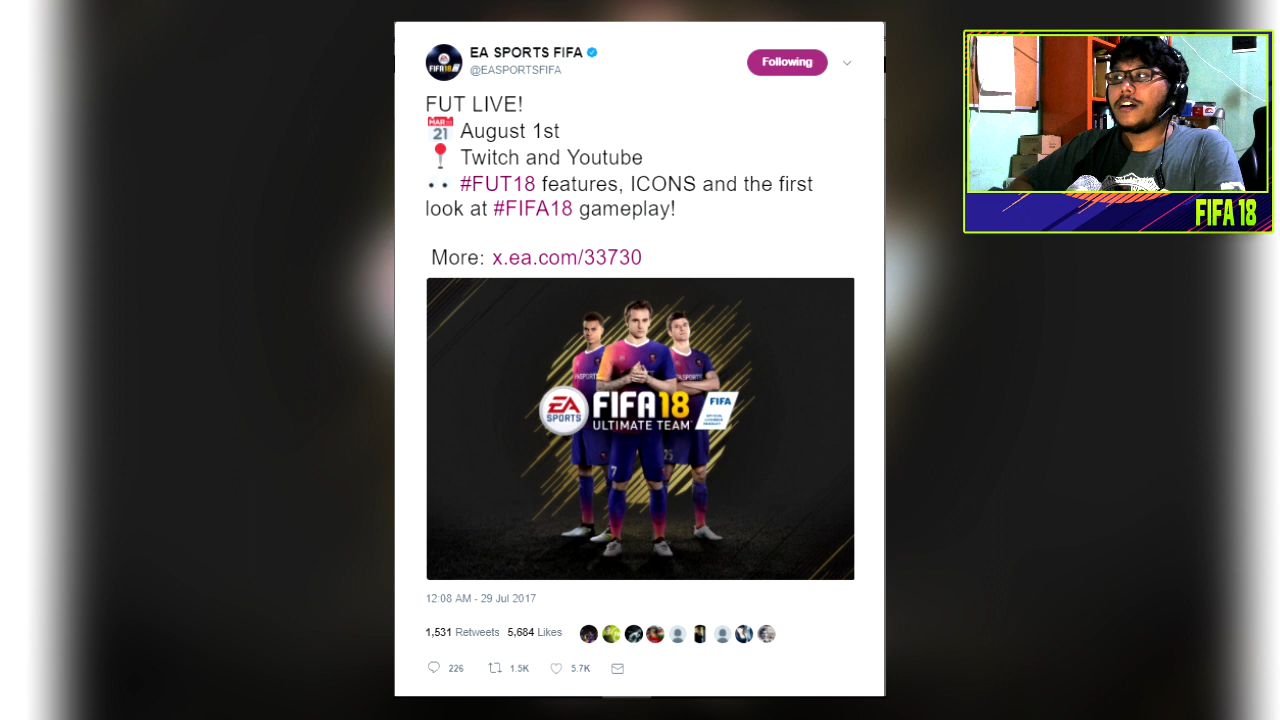 EA SPORTS FIFA
@EASPORTSFIFA
Following
FUT LIVE!
MAR 21 August 1st
Twitch and Youtube
#FUT18 features, ICONS and the first
look at #FIFA18 gameplay!
More: x.ea.com/33730
EA SPORTS
FIFA18
ULTIMATE TEAM
FIFA
12:08 AM - 29 Jul 2017
1,531 Retweets 5,684 Likes
226 1.5K 5.7K
FIFA 18